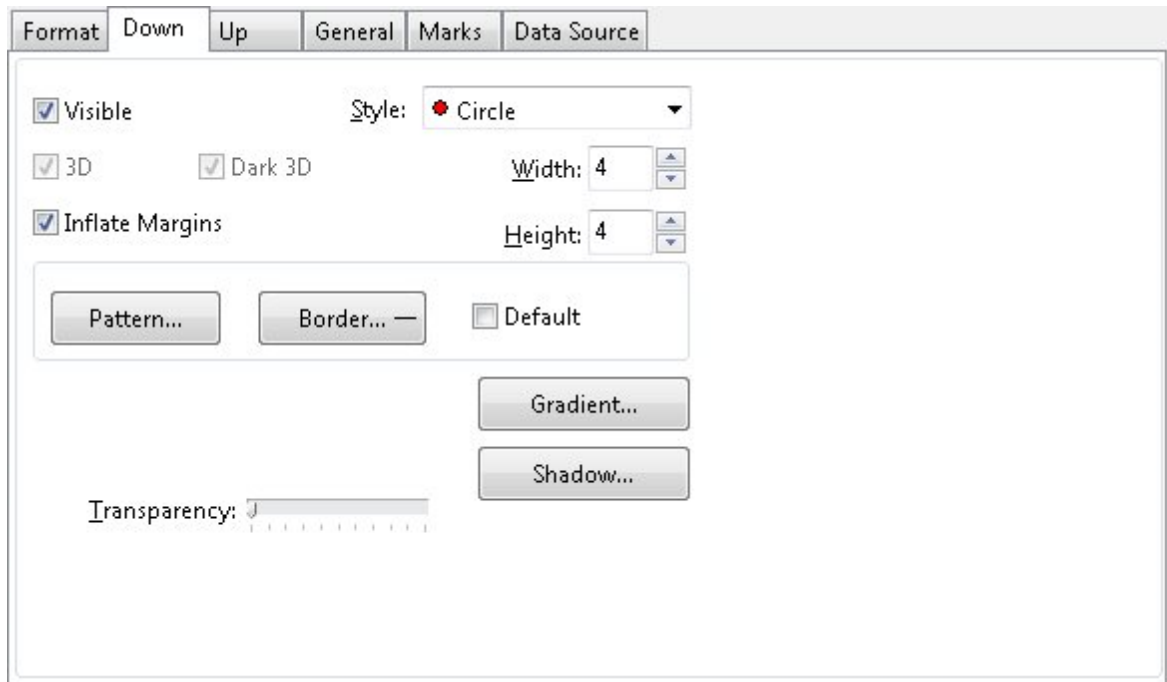 Format Down Up General Marks Data Source
Visible Style: Circle
3D Dark 3D Width: 4
Inflate Margins Height: 4
Pattern... Border... Default
Gradient...
Shadow...
Transparency: